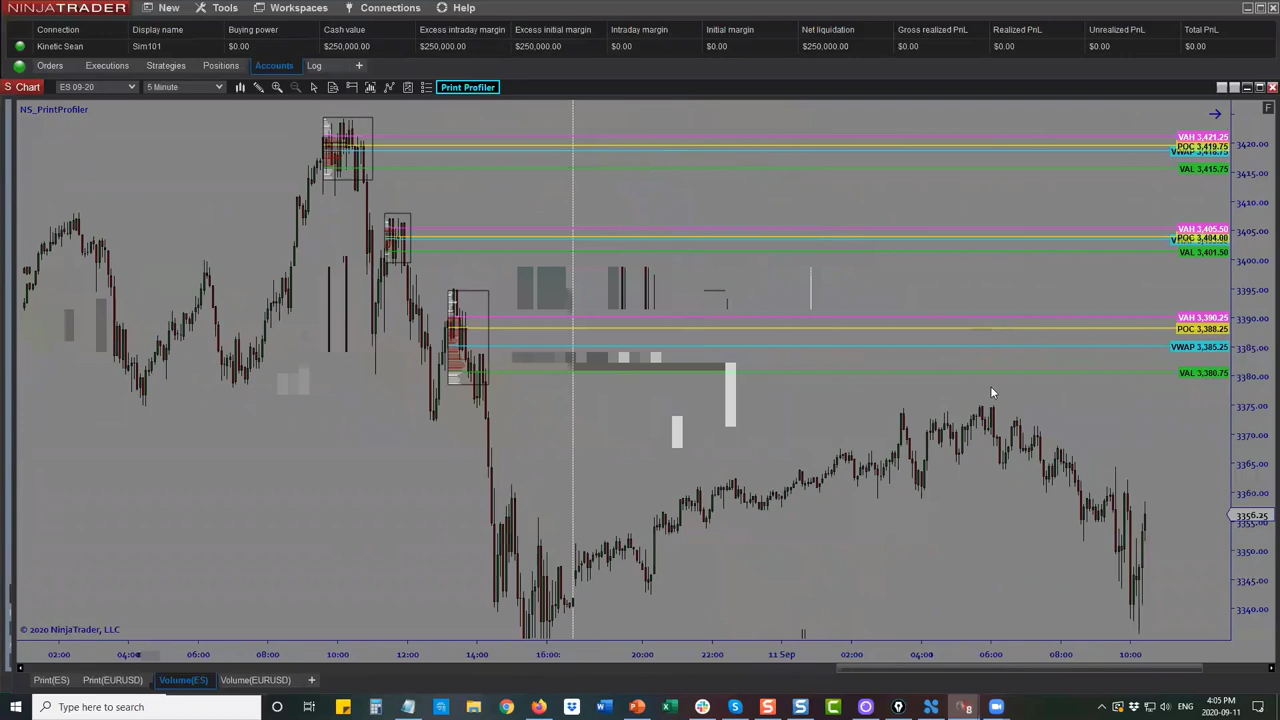 NINJATRADER New Tools Workspaces Connections Help
Connection Display name Buying power Cash value Excess intraday margin Excess initial margin Intraday margin Initial margin Net liquidation Gross realized PnL Realized PnL Unrealized PnL Total PnL
Kinetic Sean Sim101 $0.00 $250,000.00 $250,000.00 $250,000.00 $0.00 $0.00 $250,000.00 $0.00 $0.00 $0.00 $0.00
Orders Executions Strategies Positions Accounts Log +
S Chart ES 09-20 5 Minute Print Profiler
NS_PrintProfiler F
VAH 3,421.25
POC 3,419.75
VWAP 3,418.75
VAL 3,415.75
VAH 3,405.50
POC 3,404.00
VAL 3,401.50
VAH 3,390.25
POC 3,388.25
VWAP 3,385.25
VAL 3,380.75
3420.00
3415.00
3410.00
3405.00
3400.00
3395.00
3390.00
3385.00
3380.00
3375.00
3370.00
3365.00
3360.00
3356.25
3355.00
3350.00
3345.00
3340.00
© 2020 NinjaTrader, LLC
02:00 04:00 06:00 08:00 10:00 12:00 14:00 16:00 20:00 22:00 11 Sep 02:00 04:00 06:00 08:00 10:00
Print(ES) Print(EURUSD) Volume(ES) Volume(EURUSD) +
Type here to search
ENG
4:05 PM
2020-09-11